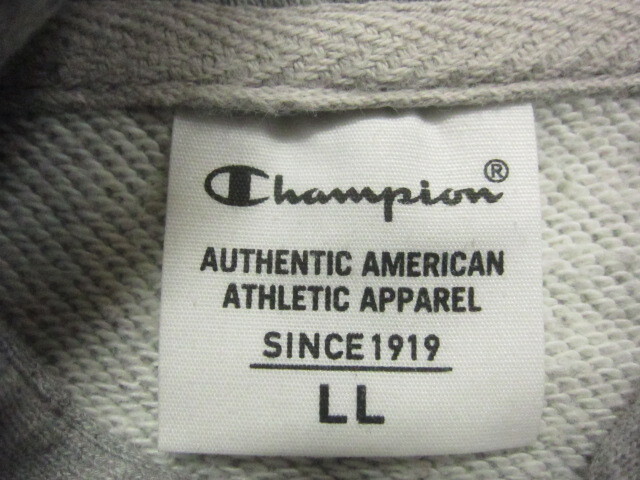 Champion®
AUTHENTIC AMERICAN
ATHLETIC APPAREL
SINCE 1919
LL